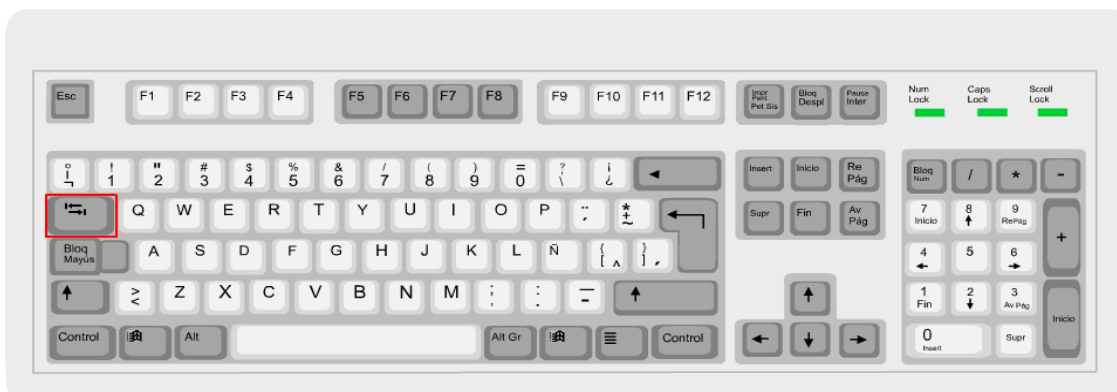 Esc F1 F2 F3 F4 F5 F6 F7 F8 F9 F10 F11 F12
Impr
Pant
Pet Sis
Bloq
Despl
Pause
Inter
Num
Lock
Caps
Lock
Scroll
Lock
° ! " # $ % & / ( ) = ? ¡
| ¬ 1 2 3 4 5 6 7 8 9 0 \ ¿
Insert Inicio Re
Pág
Bloq
Num
/ * -
Q W E R T Y U I O P ¨ ´ * + ~
Supr Fin Av
Pág
7
Inicio
8
9
RePág
+
Bloq
Mayús
A S D F G H J K L Ñ { [ ^ } ] ,
4 5 6
> < Z X C V B N M ; , : . _ -
1
Fin
2 3
Av Pág
Inicio
Control Alt Alt Gr Control
0
Insert
Supr